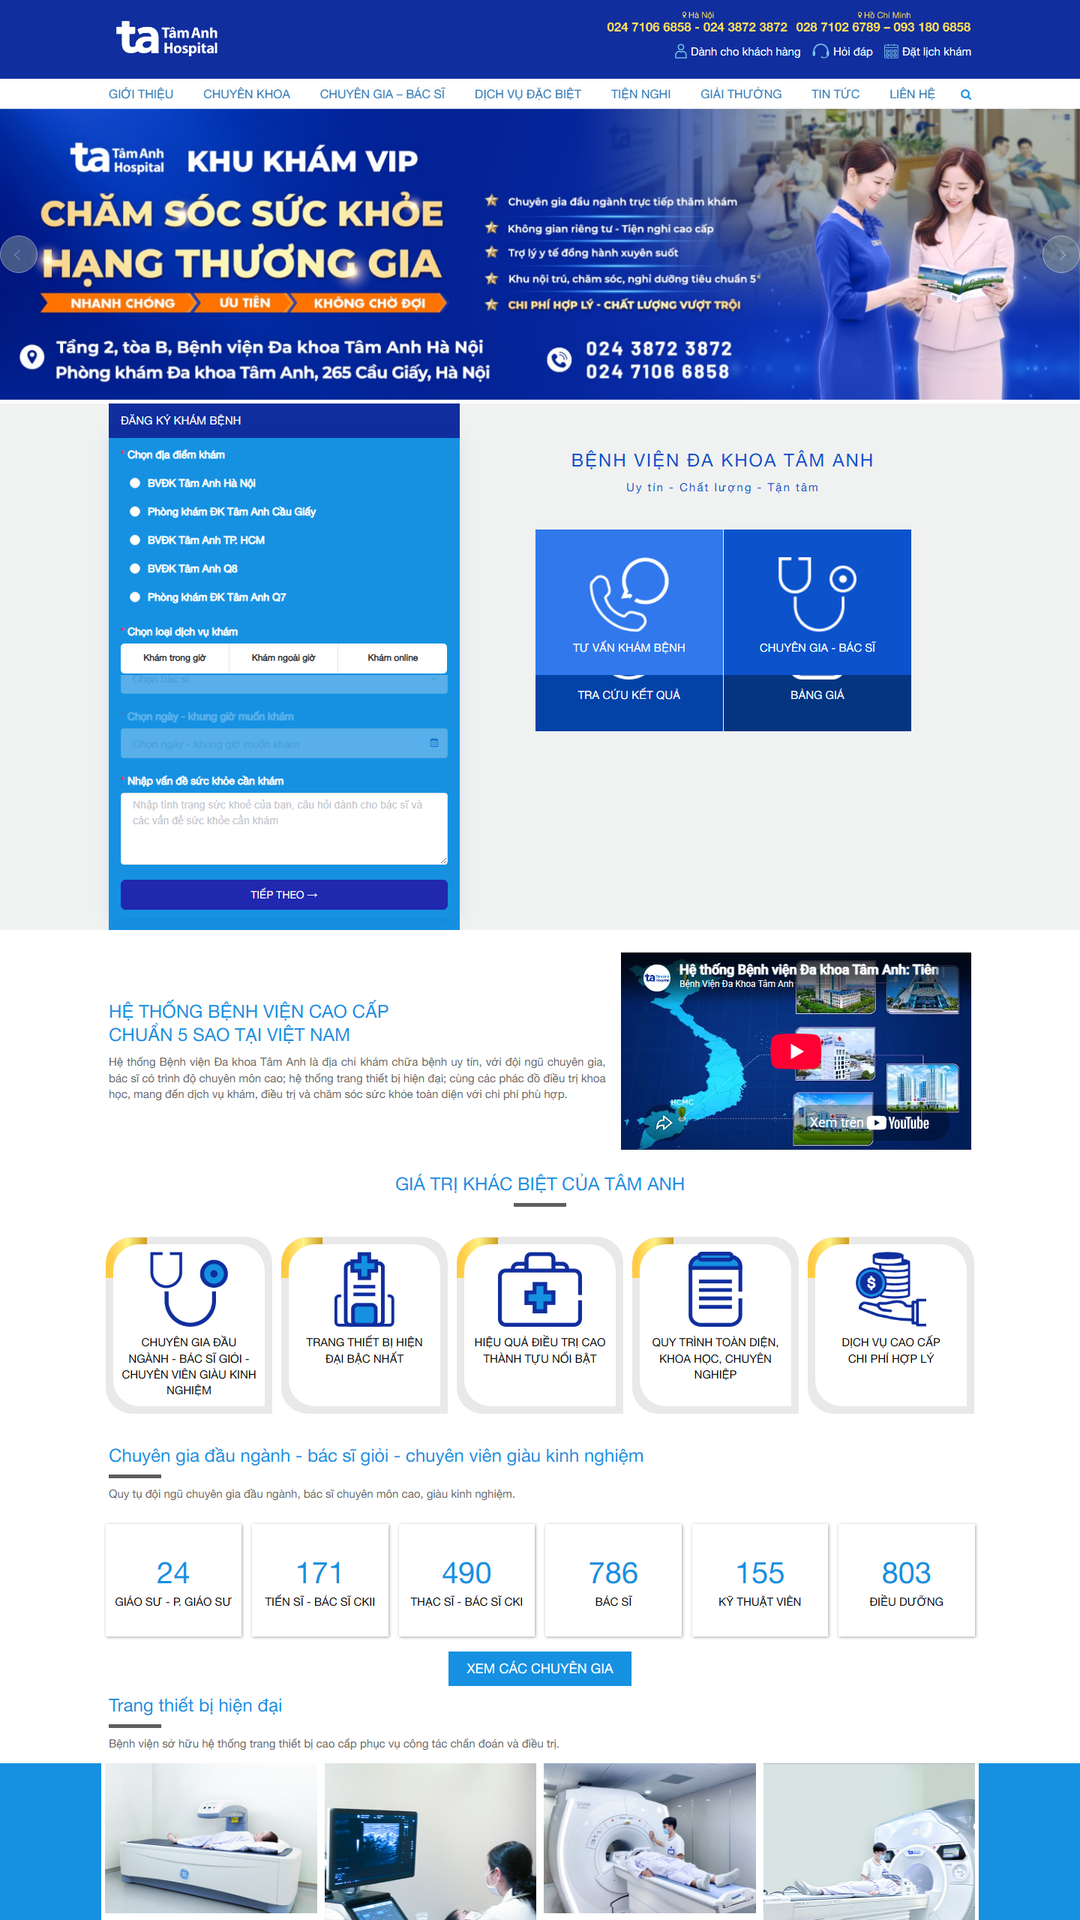 ta Tâm Anh Hospital
Hà Nội
024 7106 6858 - 024 3872 3872
Hồ Chí Minh
028 7102 6789 – 093 180 6858
Dành cho khách hàng
Hỏi đáp
Đặt lịch khám
GIỚI THIỆU
CHUYÊN KHOA
CHUYÊN GIA – BÁC SĨ
DỊCH VỤ ĐẶC BIỆT
TIỆN NGHI
GIẢI THƯỞNG
TIN TỨC
LIÊN HỆ
ta Tâm Anh Hospital
KHU KHÁM VIP
CHĂM SÓC SỨC KHỎE
HẠNG THƯƠNG GIA
NHANH CHÓNG
ƯU TIÊN
KHÔNG CHỜ ĐỢI
Chuyên gia đầu ngành trực tiếp thăm khám
Không gian riêng tư - Tiện nghi cao cấp
Trợ lý y tế đồng hành xuyên suốt
Khu nội trú, chăm sóc, nghỉ dưỡng tiêu chuẩn 5*
CHI PHÍ HỢP LÝ - CHẤT LƯỢNG VƯỢT TRỘI
Tầng 2, tòa B, Bệnh viện Đa khoa Tâm Anh Hà Nội
Phòng khám Đa khoa Tâm Anh, 265 Cầu Giấy, Hà Nội
024 3872 3872
024 7106 6858
ĐĂNG KÝ KHÁM BỆNH
* Chọn địa điểm khám
BVĐK Tâm Anh Hà Nội
Phòng khám ĐK Tâm Anh Cầu Giấy
BVĐK Tâm Anh TP. HCM
BVĐK Tâm Anh Q8
Phòng khám ĐK Tâm Anh Q7
* Chọn loại dịch vụ khám
Khám trong giờ
Khám ngoài giờ
Khám online
Chọn bác sĩ
Chọn ngày - khung giờ muốn khám
Chọn ngày - khung giờ muốn khám
* Nhập vấn đề sức khỏe cần khám
Nhập tình trạng sức khoẻ của bạn, câu hỏi dành cho bác sĩ và
các vấn đề sức khỏe cần khám
TIẾP THEO →
BỆNH VIỆN ĐA KHOA TÂM ANH
Uy tín - Chất lượng - Tận tâm
TƯ VẤN KHÁM BỆNH
CHUYÊN GIA - BÁC SĨ
TRA CỨU KẾT QUẢ
BẢNG GIÁ
HỆ THỐNG BỆNH VIỆN CAO CẤP
CHUẨN 5 SAO TẠI VIỆT NAM
Hệ thống Bệnh viện Đa khoa Tâm Anh là địa chỉ khám chữa bệnh uy tín, với đội ngũ chuyên gia,
bác sĩ có trình độ chuyên môn cao; hệ thống trang thiết bị hiện đại; cùng các phác đồ điều trị khoa
học, mang đến dịch vụ khám, điều trị và chăm sóc sức khỏe toàn diện với chi phí phù hợp.
Hệ thống Bệnh viện Đa khoa Tâm Anh: Tiên
Bệnh Viện Đa Khoa Tâm Anh
HCMC
Xem trên YouTube
GIÁ TRỊ KHÁC BIỆT CỦA TÂM ANH
CHUYÊN GIA ĐẦU
NGÀNH - BÁC SĨ GIỎI -
CHUYÊN VIÊN GIÀU KINH
NGHIỆM
TRANG THIẾT BỊ HIỆN
ĐẠI BẬC NHẤT
HIỆU QUẢ ĐIỀU TRỊ CAO
THÀNH TỰU NỔI BẬT
QUY TRÌNH TOÀN DIỆN,
KHOA HỌC, CHUYÊN
NGHIỆP
DỊCH VỤ CAO CẤP
CHI PHÍ HỢP LÝ
Chuyên gia đầu ngành - bác sĩ giỏi - chuyên viên giàu kinh nghiệm
Quy tụ đội ngũ chuyên gia đầu ngành, bác sĩ chuyên môn cao, giàu kinh nghiệm.
24
GIÁO SƯ - P. GIÁO SƯ
171
TIẾN SĨ - BÁC SĨ CKII
490
THẠC SĨ - BÁC SĨ CKI
786
BÁC SĨ
155
KỸ THUẬT VIÊN
803
ĐIỀU DƯỠNG
XEM CÁC CHUYÊN GIA
Trang thiết bị hiện đại
Bệnh viện sở hữu hệ thống trang thiết bị cao cấp phục vụ công tác chẩn đoán và điều trị.